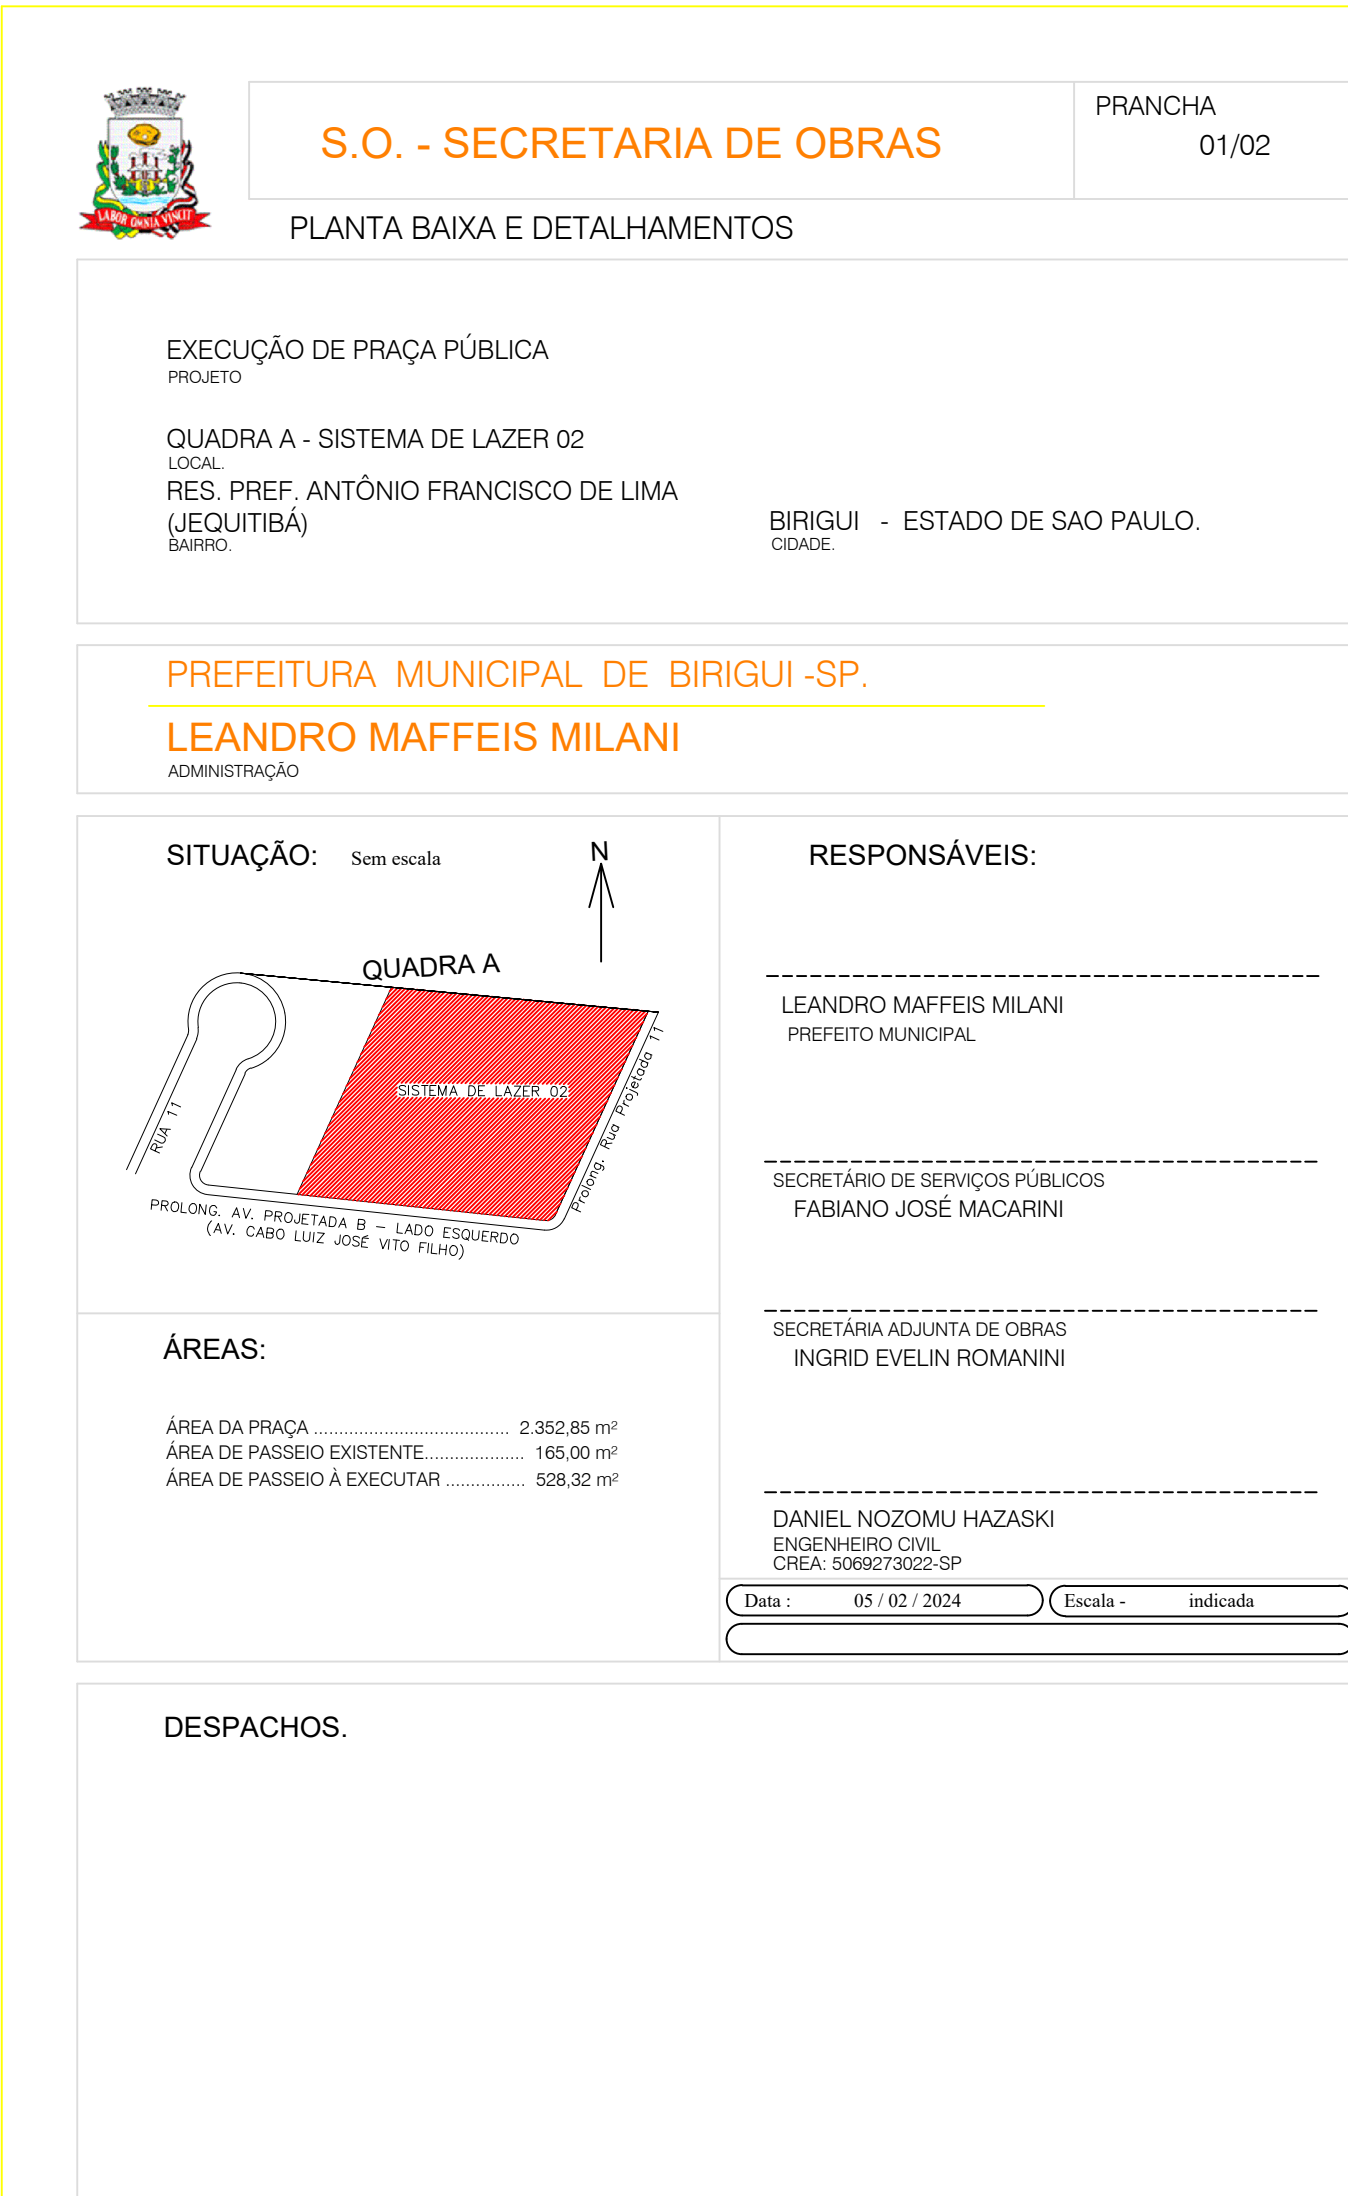 LABOR OMNIA VINCIT
S.O. - SECRETARIA DE OBRAS
PRANCHA
01/02
PLANTA BAIXA E DETALHAMENTOS
EXECUÇÃO DE PRAÇA PÚBLICA
PROJETO
QUADRA A - SISTEMA DE LAZER 02
LOCAL.
RES. PREF. ANTÔNIO FRANCISCO DE LIMA
(JEQUITIBÁ)
BAIRRO.
BIRIGUI - ESTADO DE SAO PAULO.
CIDADE.
PREFEITURA MUNICIPAL DE BIRIGUI -SP.
LEANDRO MAFFEIS MILANI
ADMINISTRAÇÃO
SITUAÇÃO: Sem escala
N
QUADRA A
SISTEMA DE LAZER 02
RUA 11
Prolong. Rua Projetada 11
PROLONG. AV. PROJETADA B - LADO ESQUERDO
(AV. CABO LUIZ JOSÉ VITO FILHO)
ÁREAS:
ÁREA DA PRAÇA ....................................... 2.352,85 m²
ÁREA DE PASSEIO EXISTENTE.................... 165,00 m²
ÁREA DE PASSEIO À EXECUTAR ................ 528,32 m²
RESPONSÁVEIS:
LEANDRO MAFFEIS MILANI
PREFEITO MUNICIPAL
SECRETÁRIO DE SERVIÇOS PÚBLICOS
FABIANO JOSÉ MACARINI
SECRETÁRIA ADJUNTA DE OBRAS
INGRID EVELIN ROMANINI
DANIEL NOZOMU HAZASKI
ENGENHEIRO CIVIL
CREA: 5069273022-SP
Data : 05 / 02 / 2024
Escala - indicada
DESPACHOS.